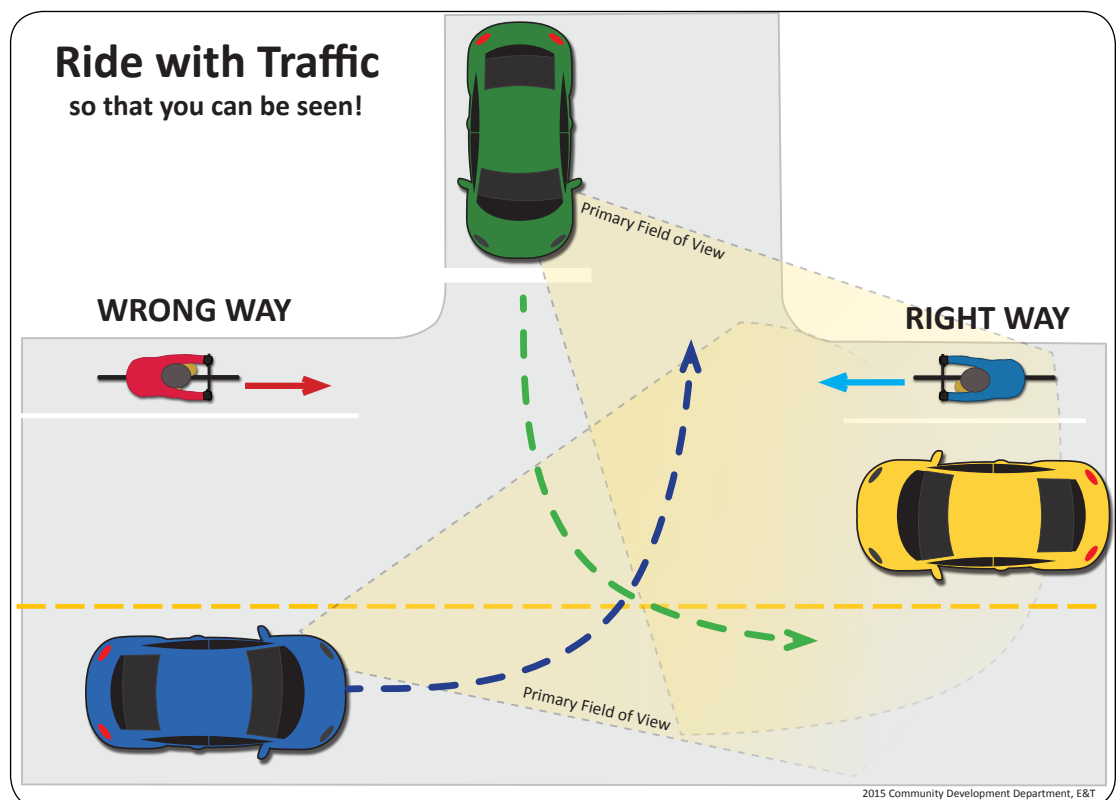 Ride with Traffic
so that you can be seen!
Primary Field of View
WRONG WAY
RIGHT WAY
Primary Field of View
2015 Community Development Department, E&T